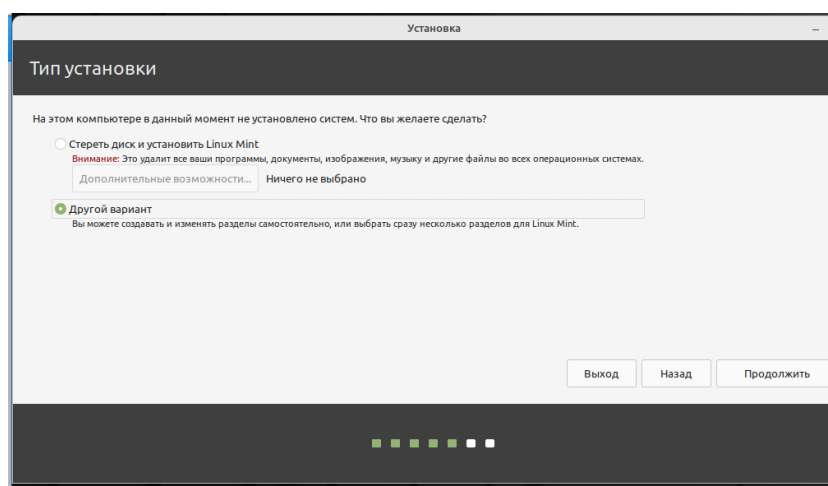 Установка
Тип установки
На этом компьютере в данный момент не установлено систем. Что вы желаете сделать?
Стереть диск и установить Linux Mint
Внимание: Это удалит все ваши программы, документы, изображения, музыку и другие файлы во всех операционных системах.
Дополнительные возможности... Ничего не выбрано
Другой вариант
Вы можете создавать и изменять разделы самостоятельно, или выбрать сразу несколько разделов для Linux Mint.
Выход Назад Продолжить